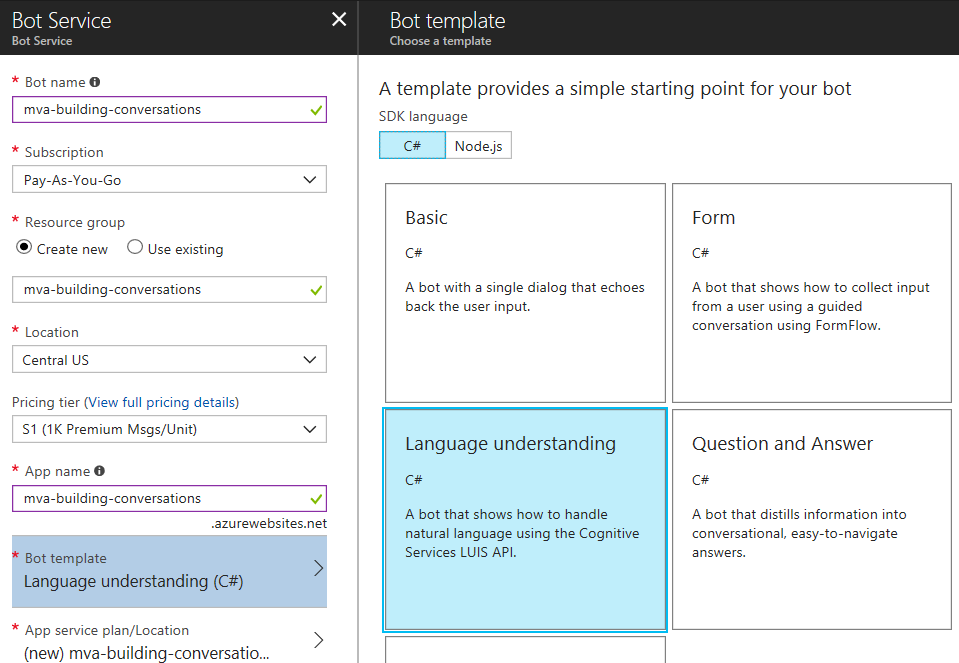 Bot Service
Bot Service
* Bot name
mva-building-conversations
* Subscription
Pay-As-You-Go
* Resource group
Create new Use existing
mva-building-conversations
* Location
Central US
Pricing tier (View full pricing details)
S1 (1K Premium Msgs/Unit)
* App name
mva-building-conversations
.azurewebsites.net
* Bot template
Language understanding (C#)
* App service plan/Location
(new) mva-building-conversatio...
Bot template
Choose a template
A template provides a simple starting point for your bot
SDK language
C# Node.js
Basic
C#
A bot with a single dialog that echoes
back the user input.
Form
C#
A bot that shows how to collect input
from a user using a guided
conversation using FormFlow.
Language understanding
C#
A bot that shows how to handle
natural language using the Cognitive
Services LUIS API.
Question and Answer
C#
A bot that distills information into
conversational, easy-to-navigate
answers.